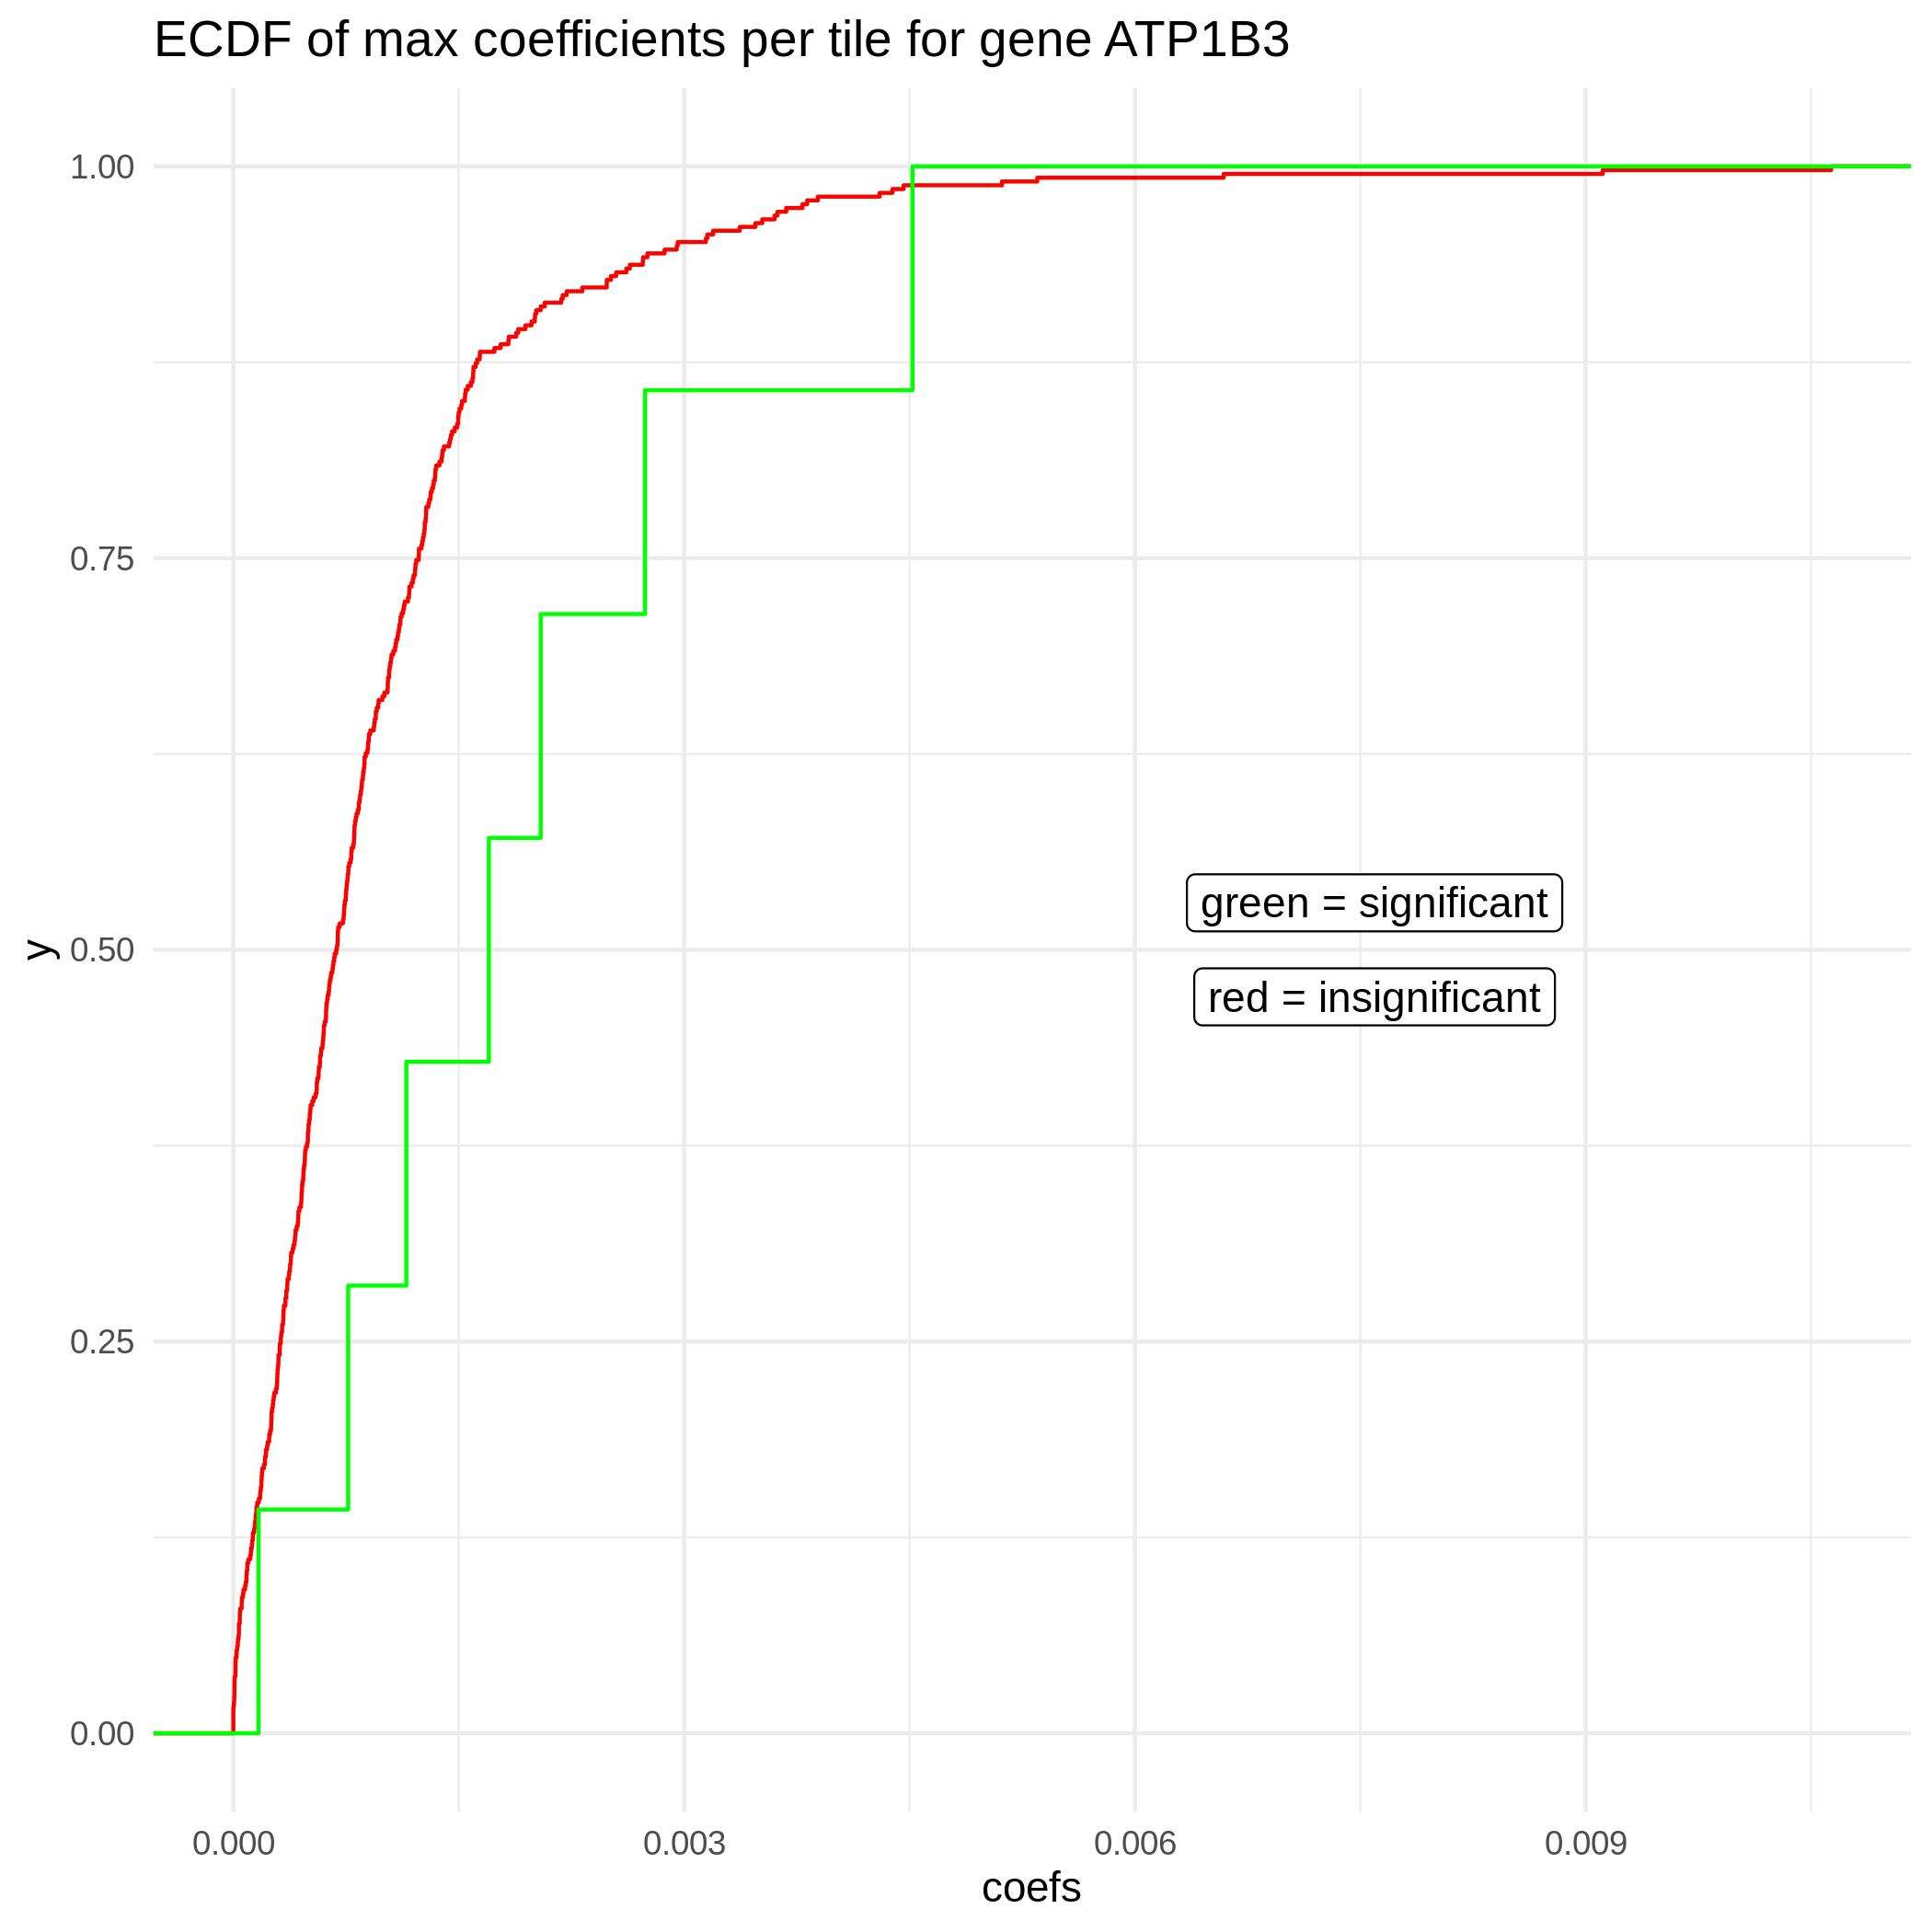 ECDF of max coefficients per tile for gene ATP1B3
y
1.00
0.75
0.50
0.25
0.00
green = significant
red = insignificant
0.000 0.003 0.006 0.009
coefs